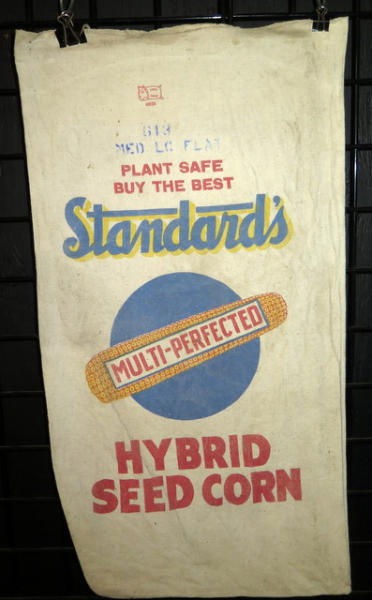 613
MED LG FLAT
PLANT SAFE
BUY THE BEST
Standard's
MULTI-PERFECTED
HYBRID
SEED CORN